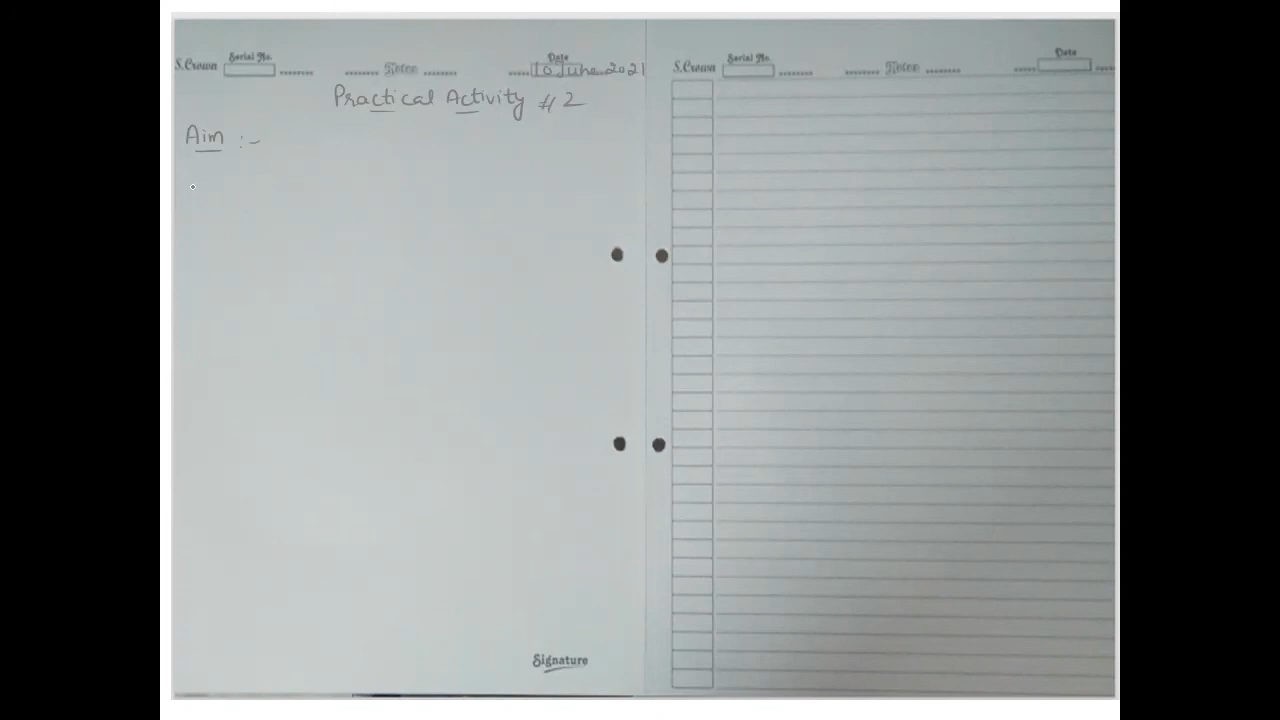 S.Crown Serial No. Notes Date 10 June 2021
Practical Activity # 2
Aim :-
Signature
S.Crown Serial No. Notes Date